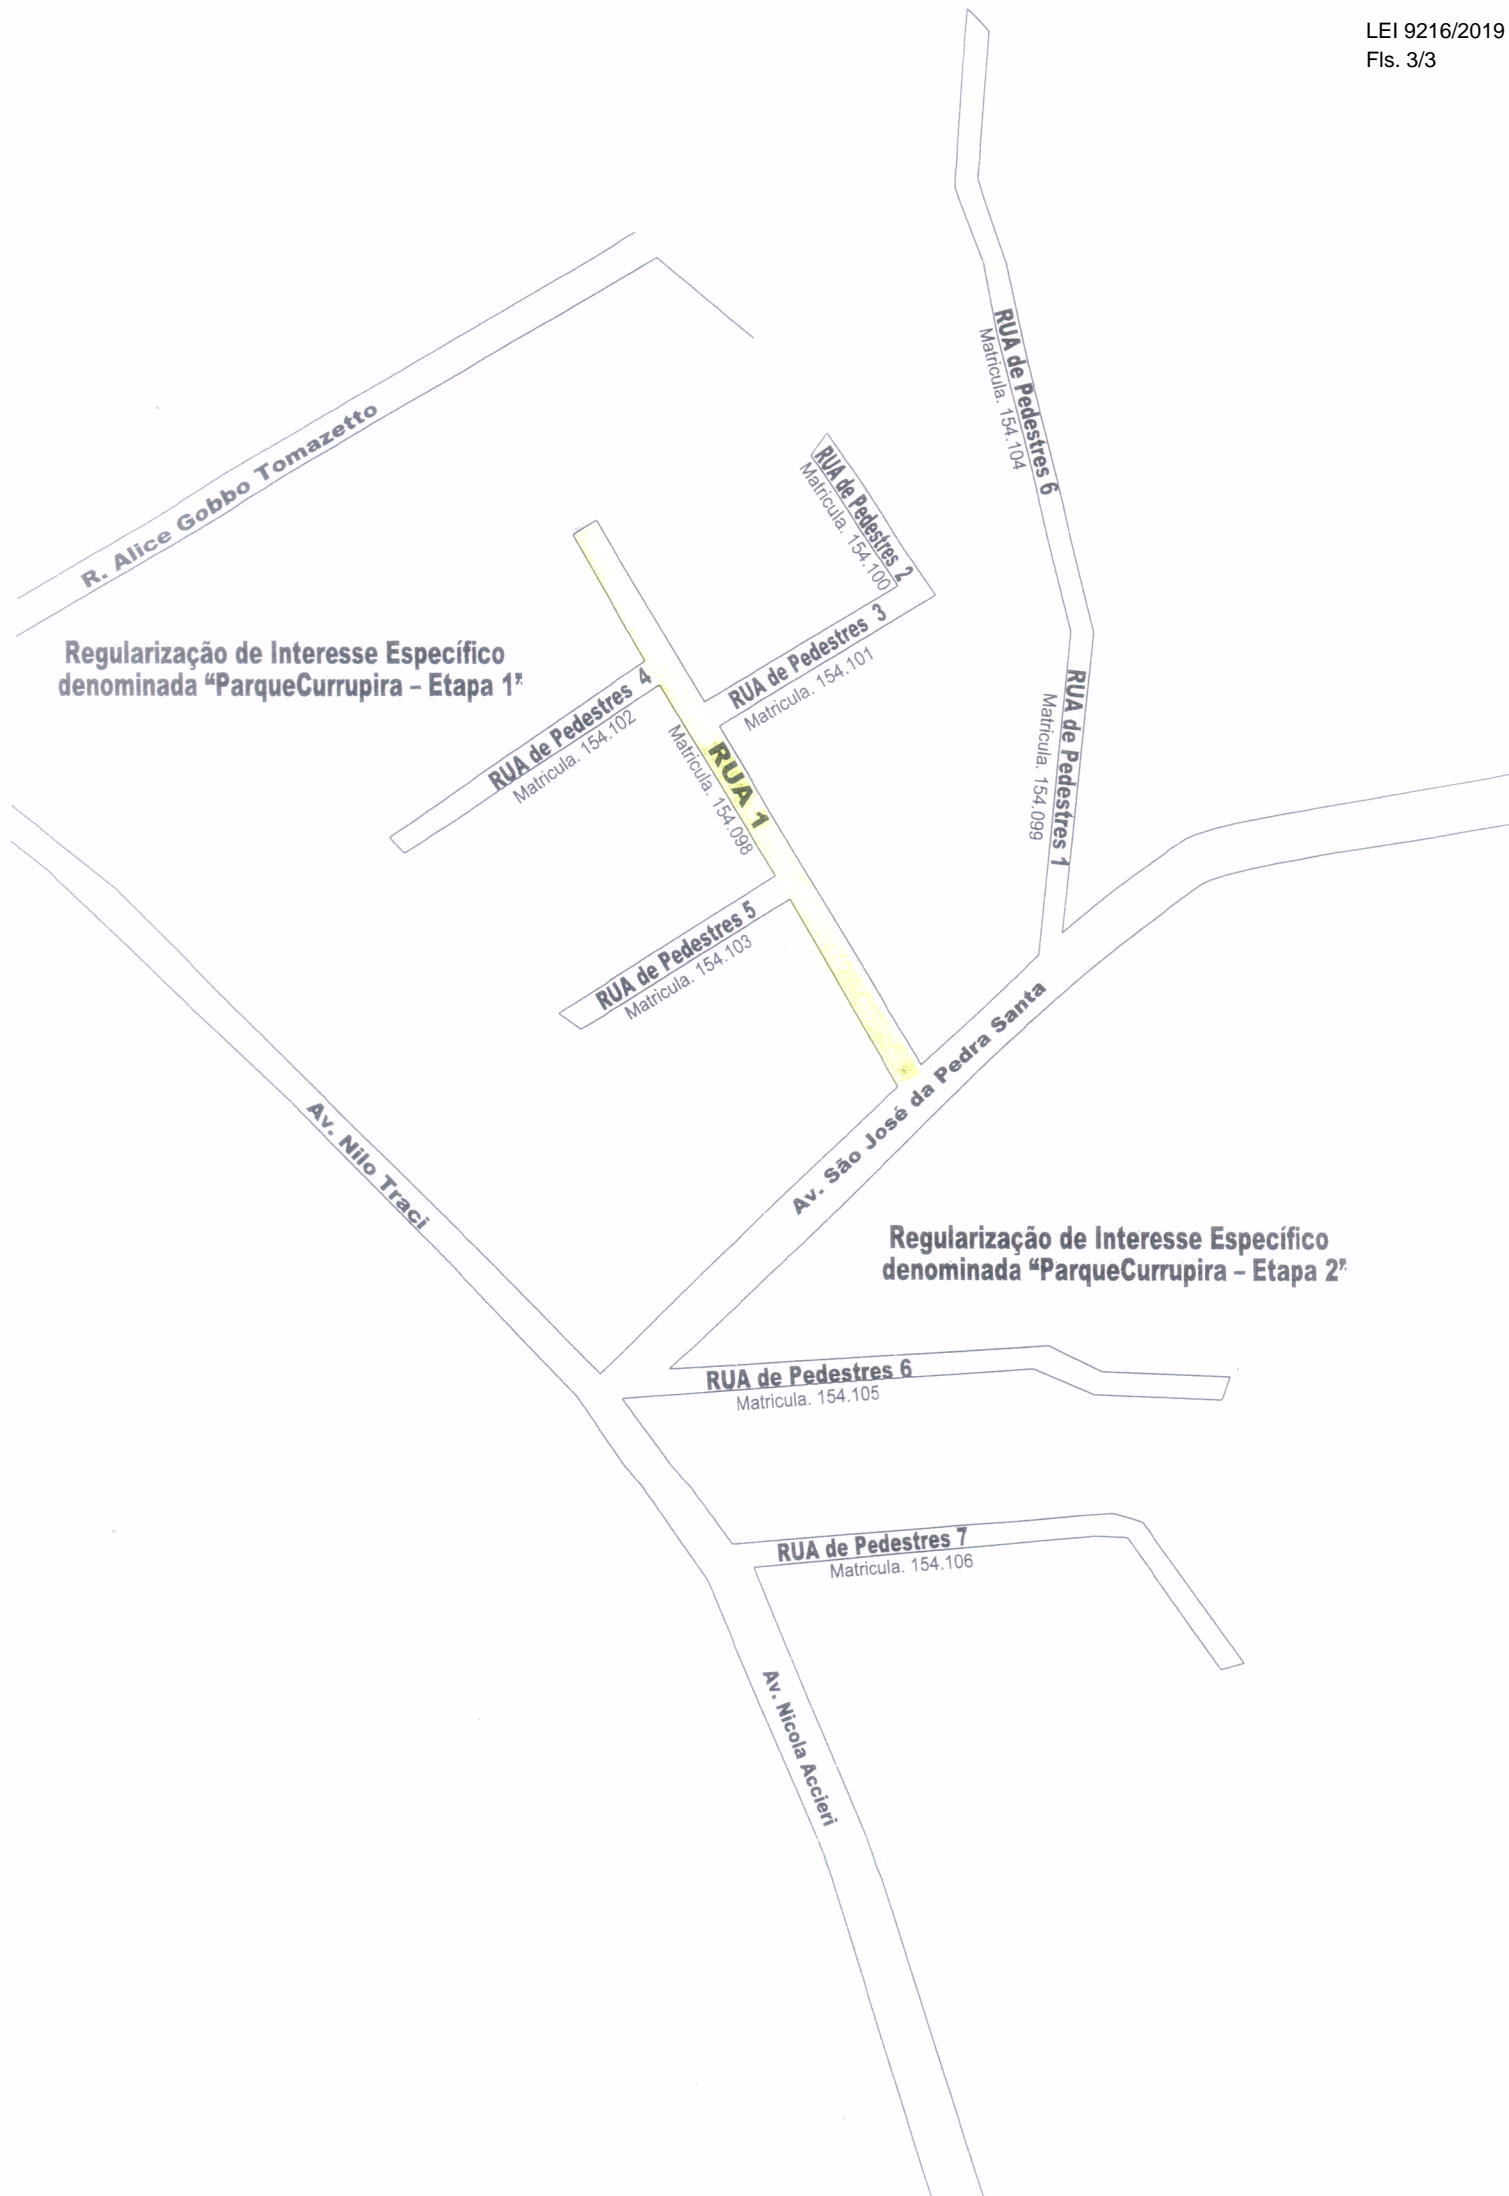 LEI 9216/2019
Fls. 3/3
RUA de Pedestres 6
Matricula. 154.104
R. Alice Gobbo Tomazetto
RUA de Pedestres 2
Matricula. 154.100
RUA de Pedestres 3
Matricula. 154.101
Regularização de Interesse Específico
denominada “ParqueCurrupira – Etapa 1”
RUA de Pedestres 4
Matricula. 154.102
RUA 1
Matricula. 154.098
RUA de Pedestres 1
Matricula. 154.099
RUA de Pedestres 5
Matricula. 154.103
Av. São José da Pedra Santa
Av. Nilo Traci
Regularização de Interesse Específico
denominada “ParqueCurrupira – Etapa 2”
RUA de Pedestres 6
Matricula. 154.105
RUA de Pedestres 7
Matricula. 154.106
Av. Nicola Accieri